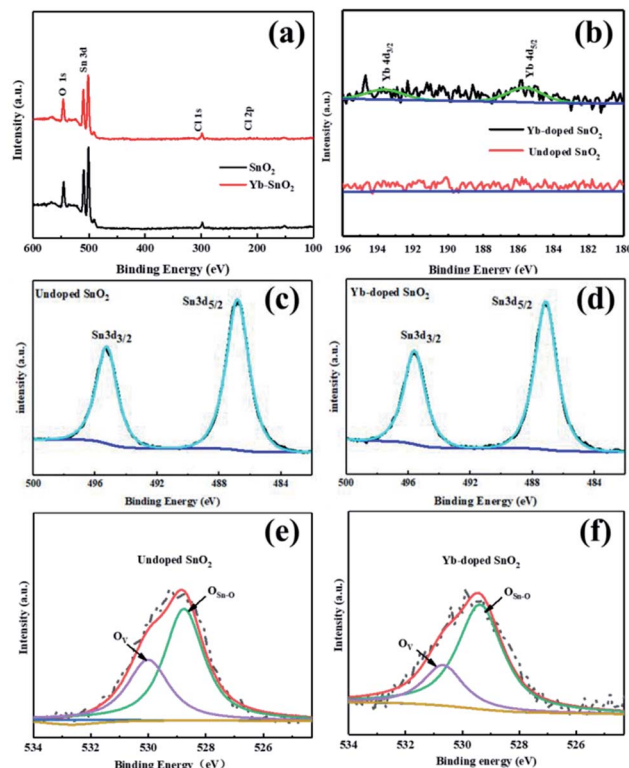 (a)
O 1s
Sn 3d
Cl 1s
Cl 2p
SnO2
Yb-SnO2
Intensity (a.u.)
600 500 400 300 200 100
Binding Energy (eV)
(b)
Yb 4d3/2
Yb 4d5/2
Yb-doped SnO2
Undoped SnO2
Intensity (a.u.)
196 194 192 190 188 186 184 182 180
Binding Energy (eV)
(c)
Undoped SnO2
Sn3d5/2
Sn3d3/2
intensity (a.u.)
500 496 492 488 484
Binding Energy (eV)
(d)
Yb-doped SnO2
Sn3d5/2
Sn3d3/2
intensity (a.u.)
500 496 492 488 484
Binding Energy (eV)
(e)
Undoped SnO2
OSn-O
OV
Intensity (a.u.)
534 532 530 528 526
Binding Energy (eV)
(f)
Yb-doped SnO2
OSn-O
OV
Intensity (a.u.)
534 532 530 528 526
Binding energy (eV)